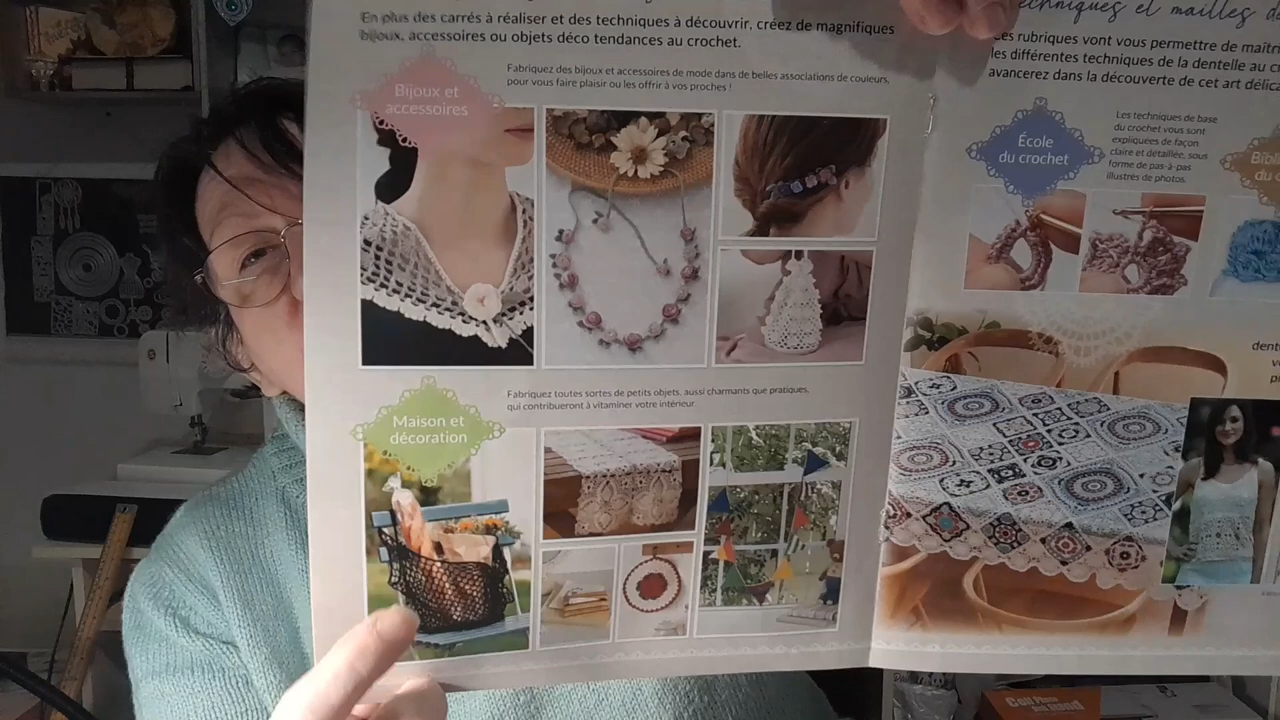 En plus des carrés à réaliser et des techniques à découvrir, créez de magnifiques
bijoux, accessoires ou objets déco tendances au crochet.
Bijoux et
accessoires
Fabriquez des bijoux et accessoires de mode dans de belles associations de couleurs,
pour vous faire plaisir ou les offrir à vos proches !
Maison et
décoration
Fabriquez toutes sortes de petits objets, aussi charmants que pratiques,
qui contribueront à vitaminer votre intérieur.
techniques et mailles
ces rubriques vont vous permettre de
les différentes techniques de la dentelle au
avancerez dans la découverte de cet art
École
du crochet
Les techniques de base
du crochet vous sont
expliquées de façon
claire et détaillée, sous
forme de pas-à-pas
illustrés de photos.